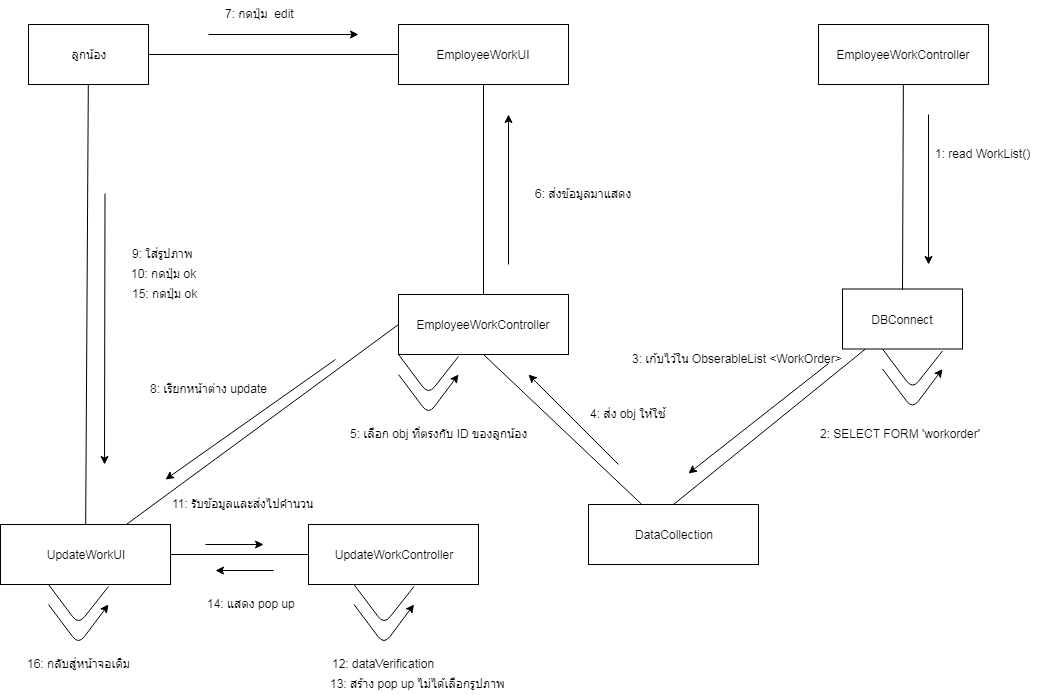 7: กดปุ่ม edit
ลูกน้อง
EmployeeWorkUI
EmployeeWorkController
1: read WorkList()
6: ส่งข้อมูลมาแสดง
9: ใส่รูปภาพ
10: กดปุ่ม ok
15: กดปุ่ม ok
EmployeeWorkController
DBConnect
3: เก้บไว้ใน ObserableList <WorkOrder>
8: เรียกหน้าต่าง update
4: ส่ง obj ให้ใช้
5: เลือก obj ที่ตรงกับ ID ของลูกน้อง
2: SELECT FORM 'workorder'
11: รับข้อมูลและส่งไปคำนวน
DataCollection
UpdateWorkUI
UpdateWorkController
14: แสดง pop up
16: กลับสู่หน้าจอเดิม
12: dataVerification
13: สร้าง pop up ไม่ได้เลือกรูปภาพ